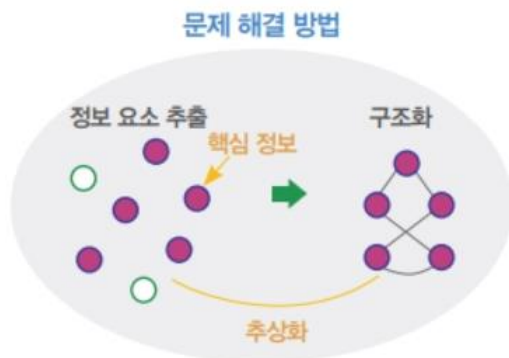 문제 해결 방법
정보 요소 추출
구조화
핵심 정보
추상화